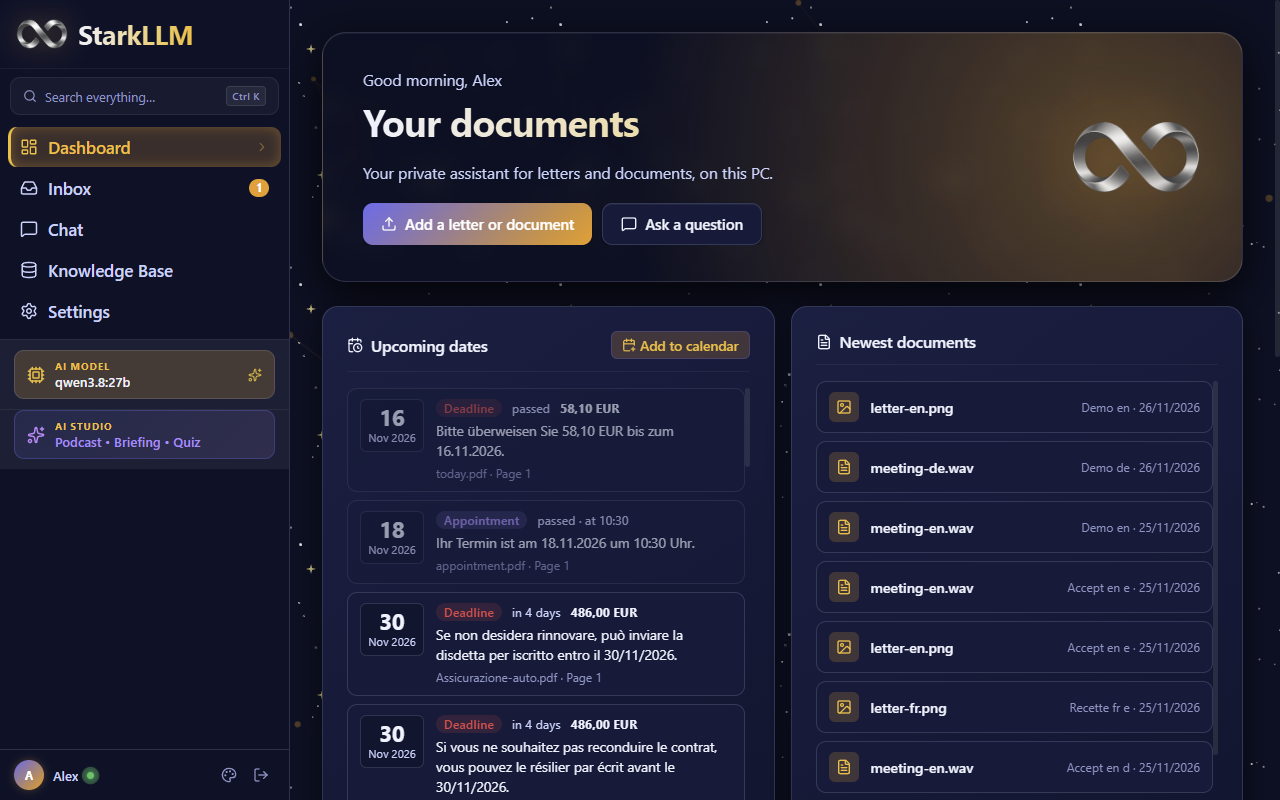 StarkLLM
Search everything...
Ctrl K
Dashboard
Inbox
1
Chat
Knowledge Base
Settings
AI MODEL
qwen3.8:27b
AI STUDIO
Podcast • Briefing • Quiz
A
Alex
Good morning, Alex
Your documents
Your private assistant for letters and documents, on this PC.
Add a letter or document
Ask a question
Upcoming dates
Add to calendar
16
Nov 2026
Deadline passed 58,10 EUR
Bitte überweisen Sie 58,10 EUR bis zum
16.11.2026.
today.pdf · Page 1
18
Nov 2026
Appointment passed · at 10:30
Ihr Termin ist am 18.11.2026 um 10:30 Uhr.
appointment.pdf · Page 1
30
Nov 2026
Deadline in 4 days 486,00 EUR
Se non desidera rinnovare, può inviare la
disdetta per iscritto entro il 30/11/2026.
Assicurazione-auto.pdf · Page 1
30
Nov 2026
Deadline in 4 days 486,00 EUR
Si vous ne souhaitez pas reconduire le contrat,
vous pouvez le résilier par écrit avant le
30/11/2026.
Newest documents
letter-en.png Demo en · 26/11/2026
meeting-de.wav Demo de · 26/11/2026
meeting-en.wav Demo en · 25/11/2026
meeting-en.wav Accept en e · 25/11/2026
letter-en.png Accept en e · 25/11/2026
letter-fr.png Recette fr e · 25/11/2026
meeting-en.wav Accept en d · 25/11/2026